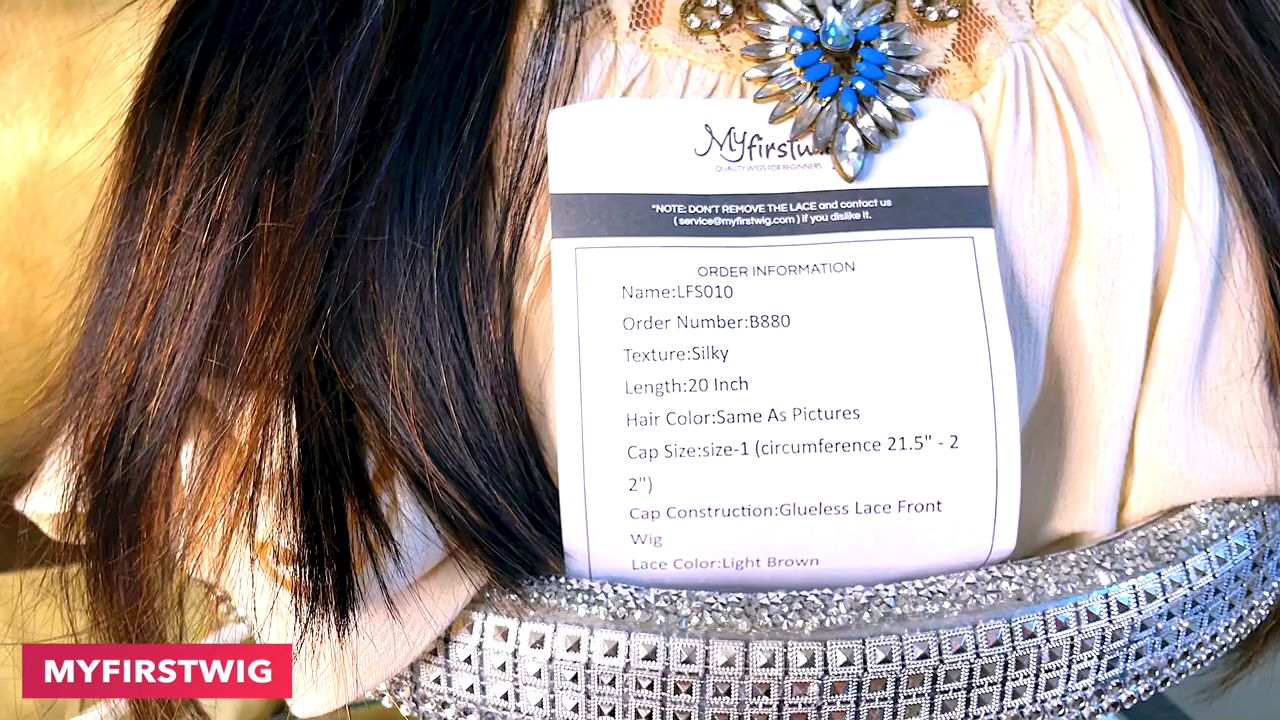 Myfirstw
QUALITY WIGS FOR BEGINNERS
*NOTE: DON'T REMOVE THE LACE and contact us
( service@myfirstwig.com ) if you dislike it.
ORDER INFORMATION
Name:LFS010
Order Number:B880
Texture:Silky
Length:20 Inch
Hair Color:Same As Pictures
Cap Size:size-1 (circumference 21.5" - 2
2")
Cap Construction:Glueless Lace Front
Wig
Lace Color:Light Brown
MYFIRSTWIG